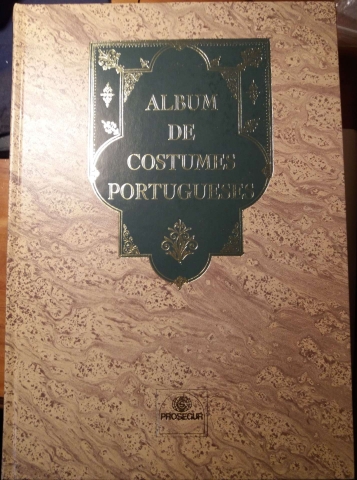 ALBUM
DE
COSTUMES
PORTUGUESES
PROSEGUR